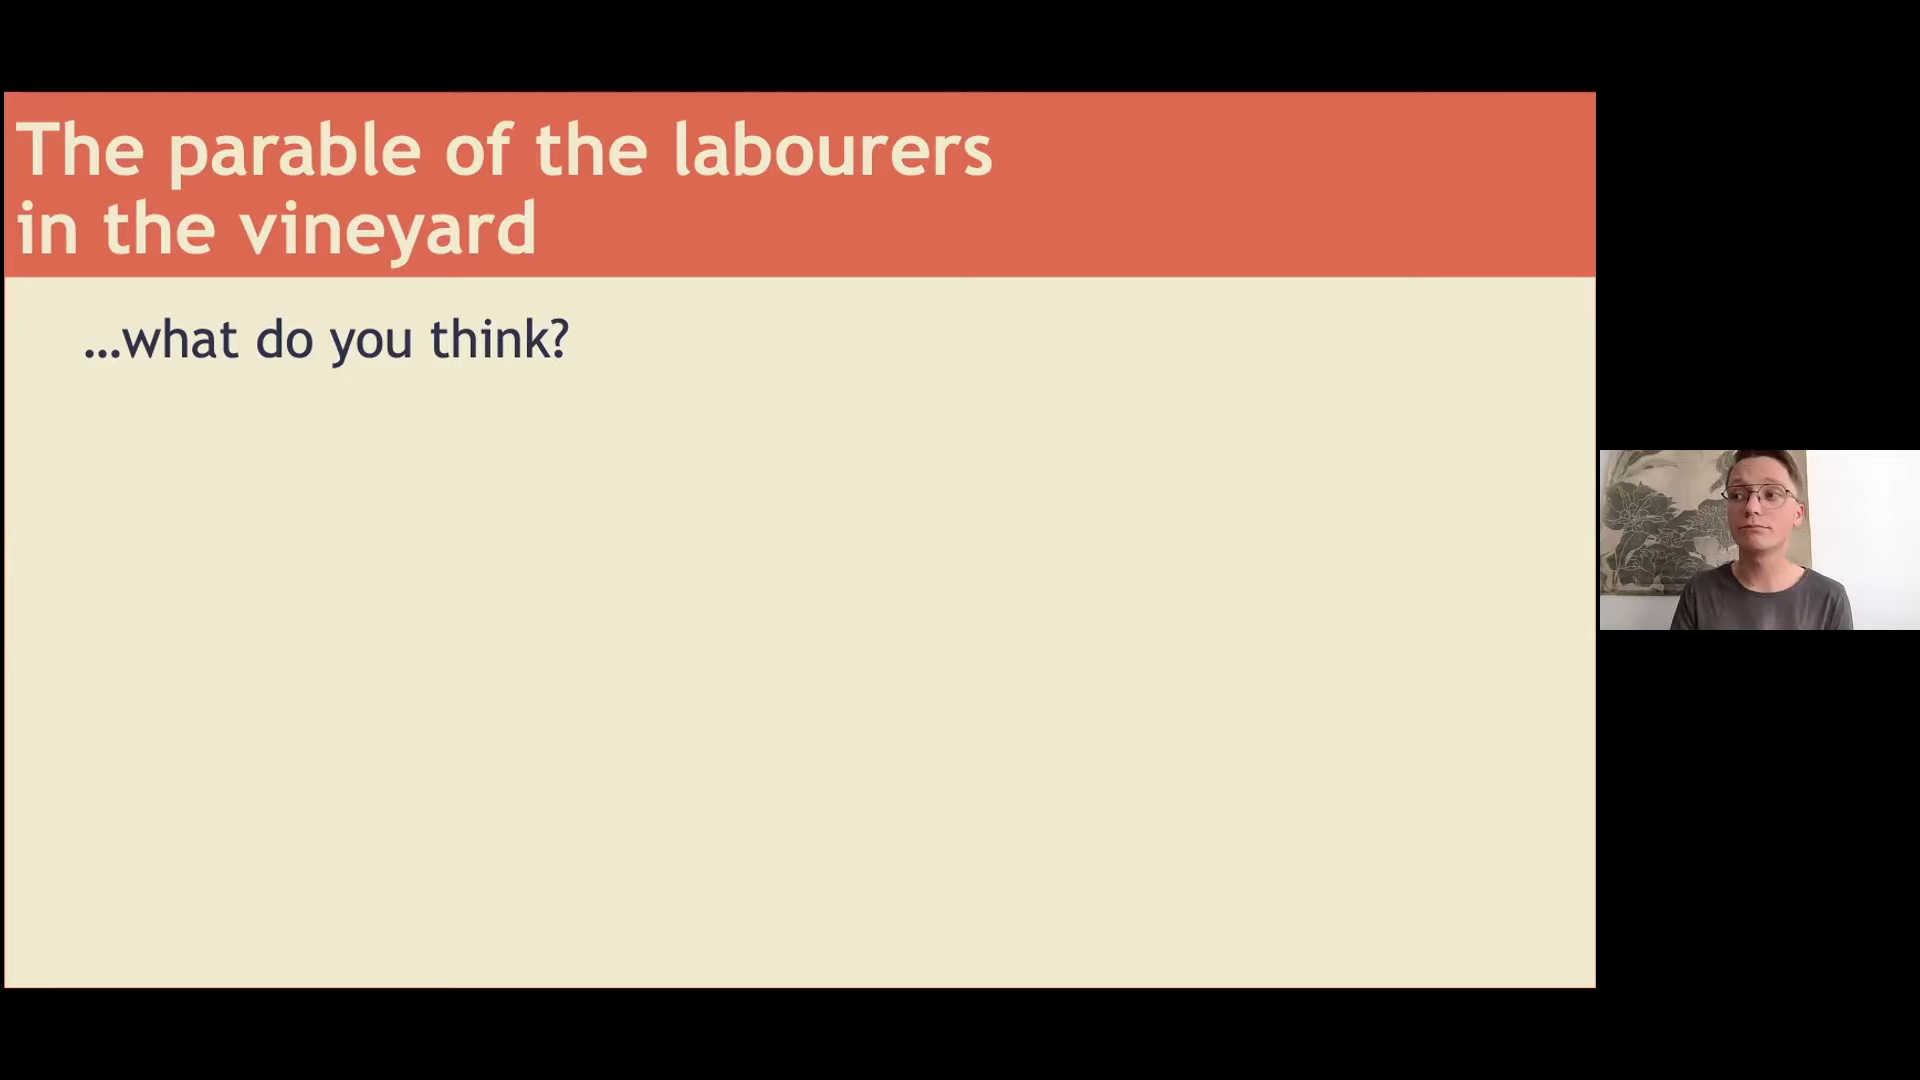 The parable of the labourers
in the vineyard
...what do you think?